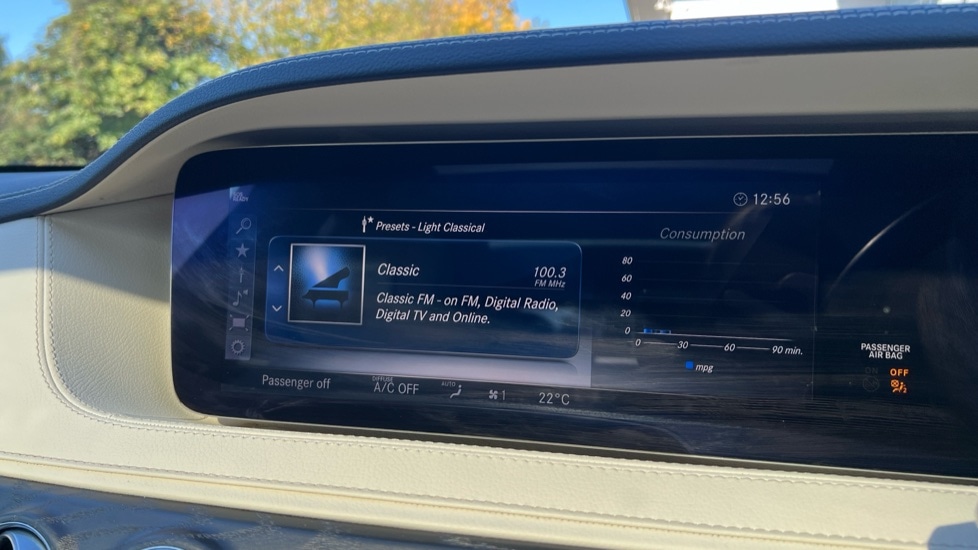 12:56
Presets - Light Classical
Consumption
Classic
100.3
FM MHz
Classic FM - on FM, Digital Radio,
Digital TV and Online.
80
60
40
20
0
0 30 60 90 min.
mpg
PASSENGER
AIR BAG
ON OFF
Passenger off
DIFFUSE
A/C OFF
AUTO
1
22°C